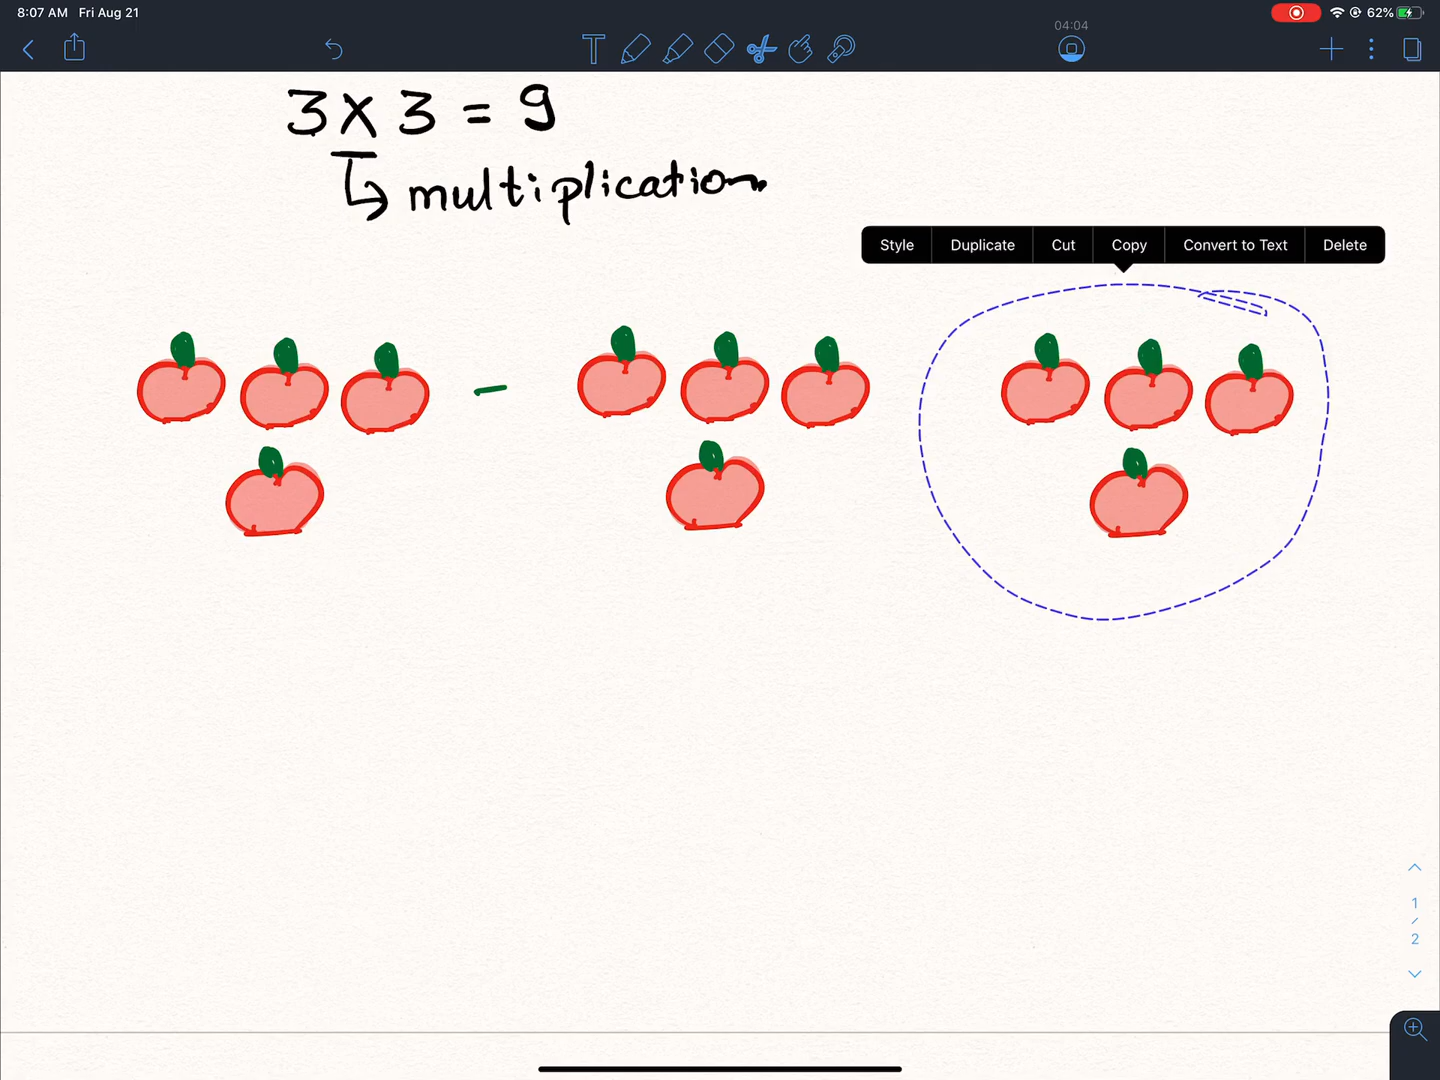 8:07 AM Fri Aug 21
62%
04:04
3 x 3 = 9
multiplication
Style Duplicate Cut Copy Convert to Text Delete
1
/
2